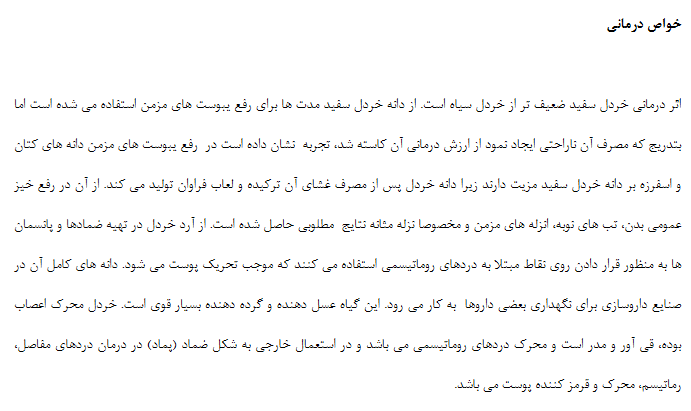 خواص درمانی
اثر درمانی خردل سفید ضعیف تر از خردل سیاه است. از دانه خردل سفید مدت ها برای رفع یبوست های مزمن استفاده می شده است اما
بتدریج که مصرف آن ناراحتی ایجاد نمود از ارزش درمانی آن کاسته شد، تجربه نشان داده است در رفع یبوست های مزمن دانه های کتان
و اسفرزه بر دانه خردل سفید مزیت دارند زیرا دانه خردل پس از مصرف غشای آن ترکیده و لعاب فراوان تولید می کند. از آن در رفع خیز
عمومی بدن، تب های نوبه، انزله های مزمن و مخصوصا نزله مثانه نتایج مطلوبی حاصل شده است. از آرد خردل در تهیه ضمادها و پانسمان
ها به منظور قرار دادن روی نقاط مبتلا به دردهای روماتیسمی استفاده می کنند که موجب تحریک پوست می شود. دانه های کامل آن در
صنایع داروسازی برای نگهداری بعضی داروها به کار می رود. این گیاه عسل دهنده و گرده دهنده بسیار قوی است. خردل محرک اعصاب
بوده، قی آور و مدر است و محرک دردهای روماتیسمی می باشد و در استعمال خارجی به شکل ضماد (پماد) در درمان دردهای مفاصل،
رماتیسم، محرک و قرمز کننده پوست می باشد.